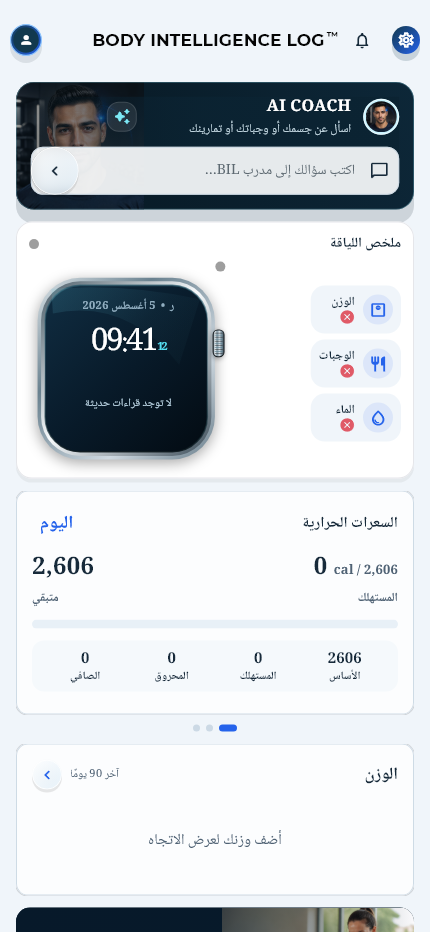 BODY INTELLIGENCE LOG™
AI COACH
اسأل عن جسمك أو وجباتك أو تمارينك
اكتب سؤالك إلى مدرب BIL...
ملخص اللياقة
ر • 5 أغسطس 2026
09:41 12
لا توجد قراءات حديثة
الوزن
الوجبات
الماء
السعرات الحرارية
اليوم
0 cal / 2,606
2,606
المستهلك
متبقي
2606
0
0
0
الأساس
المستهلك
المحروق
الصافي
الوزن
آخر 90 يومًا
أضف وزنك لعرض الاتجاه